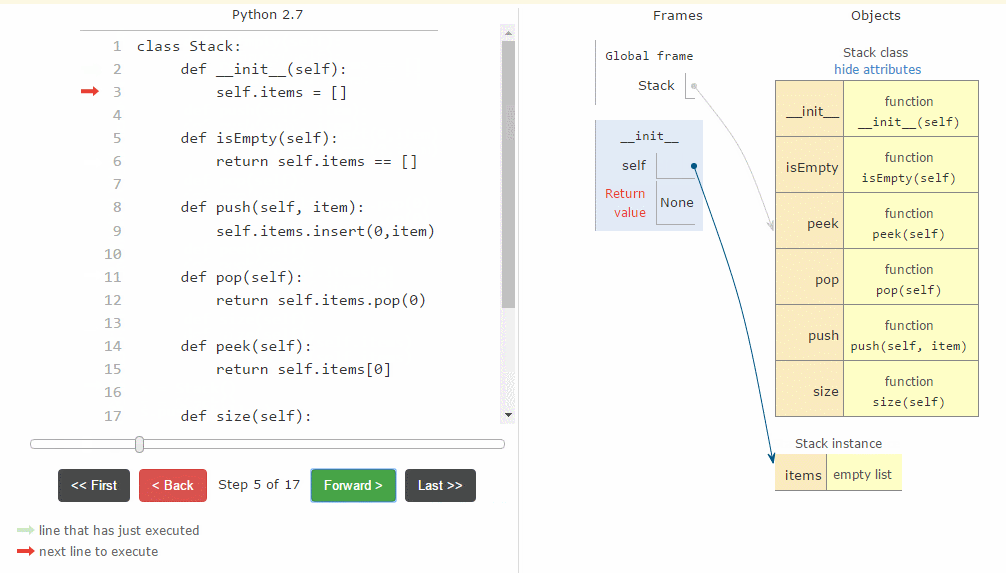 Python 2.7
1 class Stack:
2 def __init__(self):
3 self.items = []
4
5 def isEmpty(self):
6 return self.items == []
7
8 def push(self, item):
9 self.items.insert(0,item)
10
11 def pop(self):
12 return self.items.pop(0)
13
14 def peek(self):
15 return self.items[0]
16
17 def size(self):
<< First
< Back
Step 5 of 17
Forward >
Last >>
line that has just executed
next line to execute
Frames
Objects
Global frame
Stack
__init__
self
Return
value
None
Stack class
hide attributes
__init__
function
__init__(self)
isEmpty
function
isEmpty(self)
peek
function
peek(self)
pop
function
pop(self)
push
function
push(self, item)
size
function
size(self)
Stack instance
items
empty list